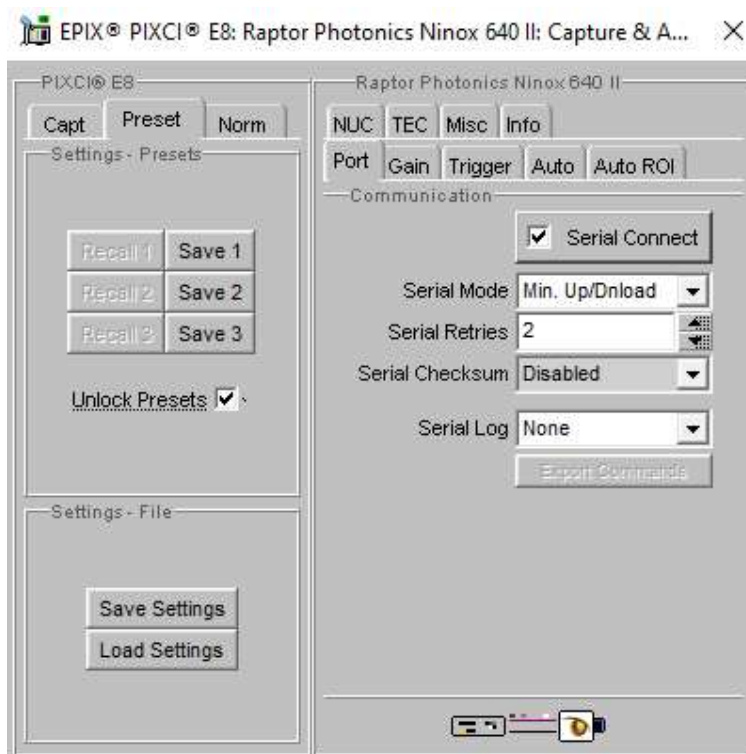 EPIX® PIXCI® E8: Raptor Photonics Ninox 640 II: Capture & A...
PIXCI® E8
Capt Preset Norm
Settings - Presets
Recall 1 Save 1
Recall 2 Save 2
Recall 3 Save 3
Unlock Presets
Settings - File
Save Settings
Load Settings
Raptor Photonics Ninox 640 II
NUC TEC Misc Info
Port Gain Trigger Auto Auto ROI
Communication
Serial Connect
Serial Mode Min. Up/Dnload
Serial Retries 2
Serial Checksum Disabled
Serial Log None
Export Commands